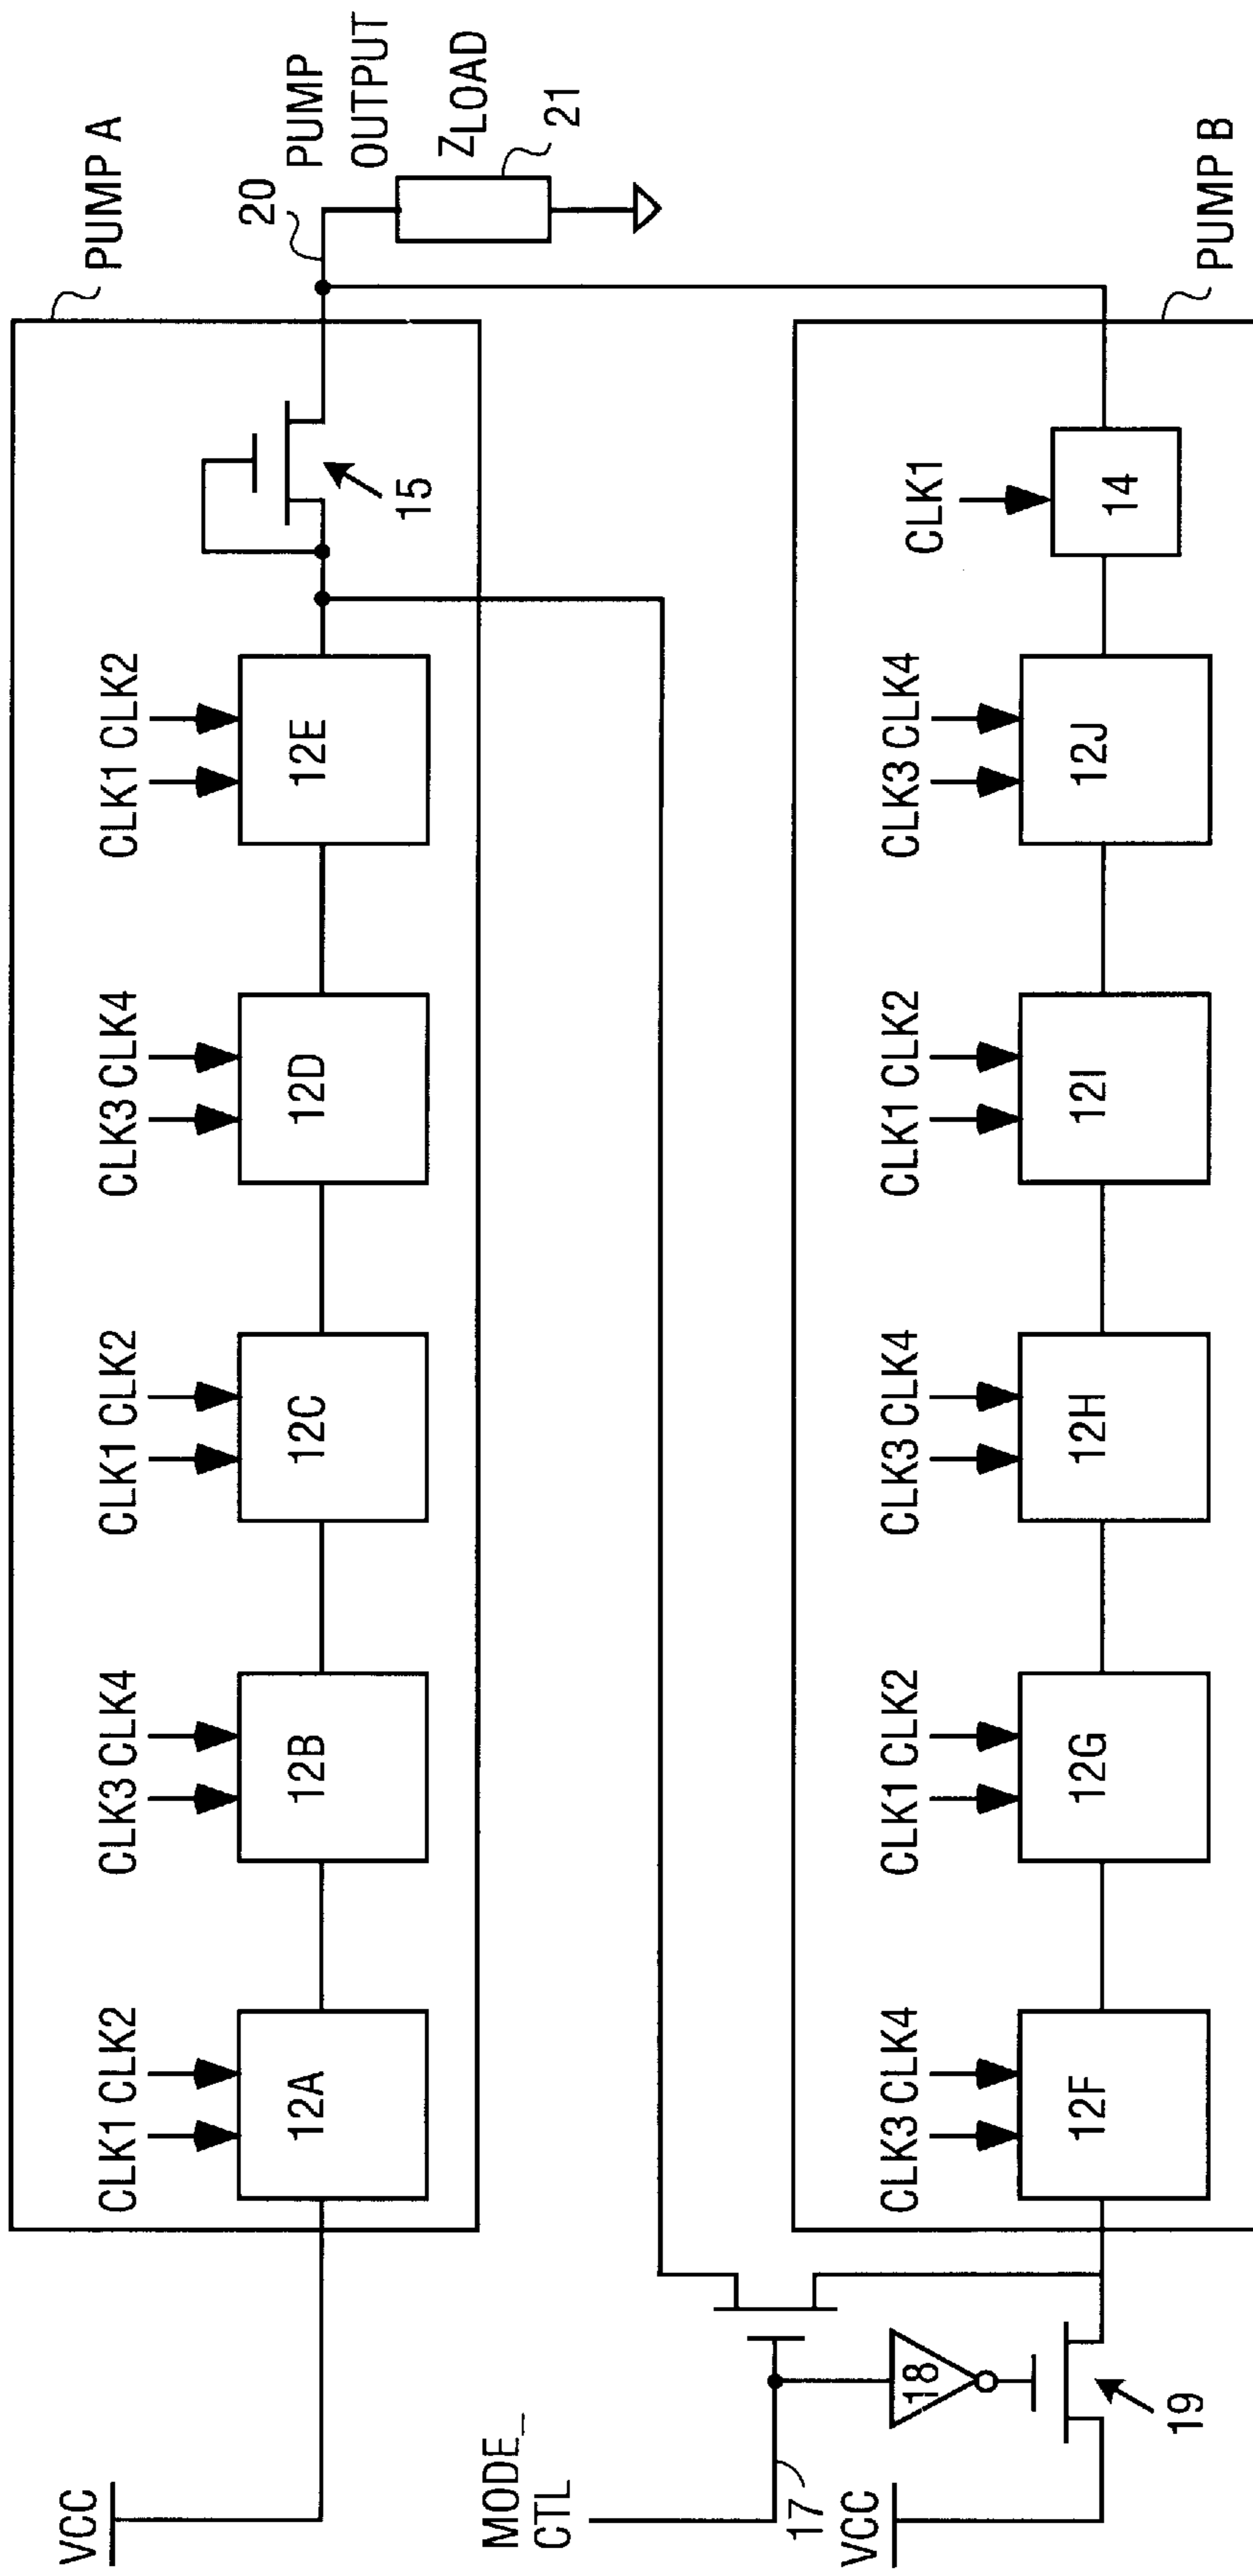 PUMP A
VCC
CLK1 CLK2
12A
CLK3 CLK4
12B
CLK1 CLK2
12C
CLK3 CLK4
12D
CLK1 CLK2
12E
15
20
PUMP
OUTPUT
ZLOAD
21
MODE_
CTL
17
18
19
VCC
CLK3 CLK4
12F
CLK1 CLK2
12G
CLK3 CLK4
12H
CLK1 CLK2
12I
CLK3 CLK4
12J
CLK1
14
PUMP B